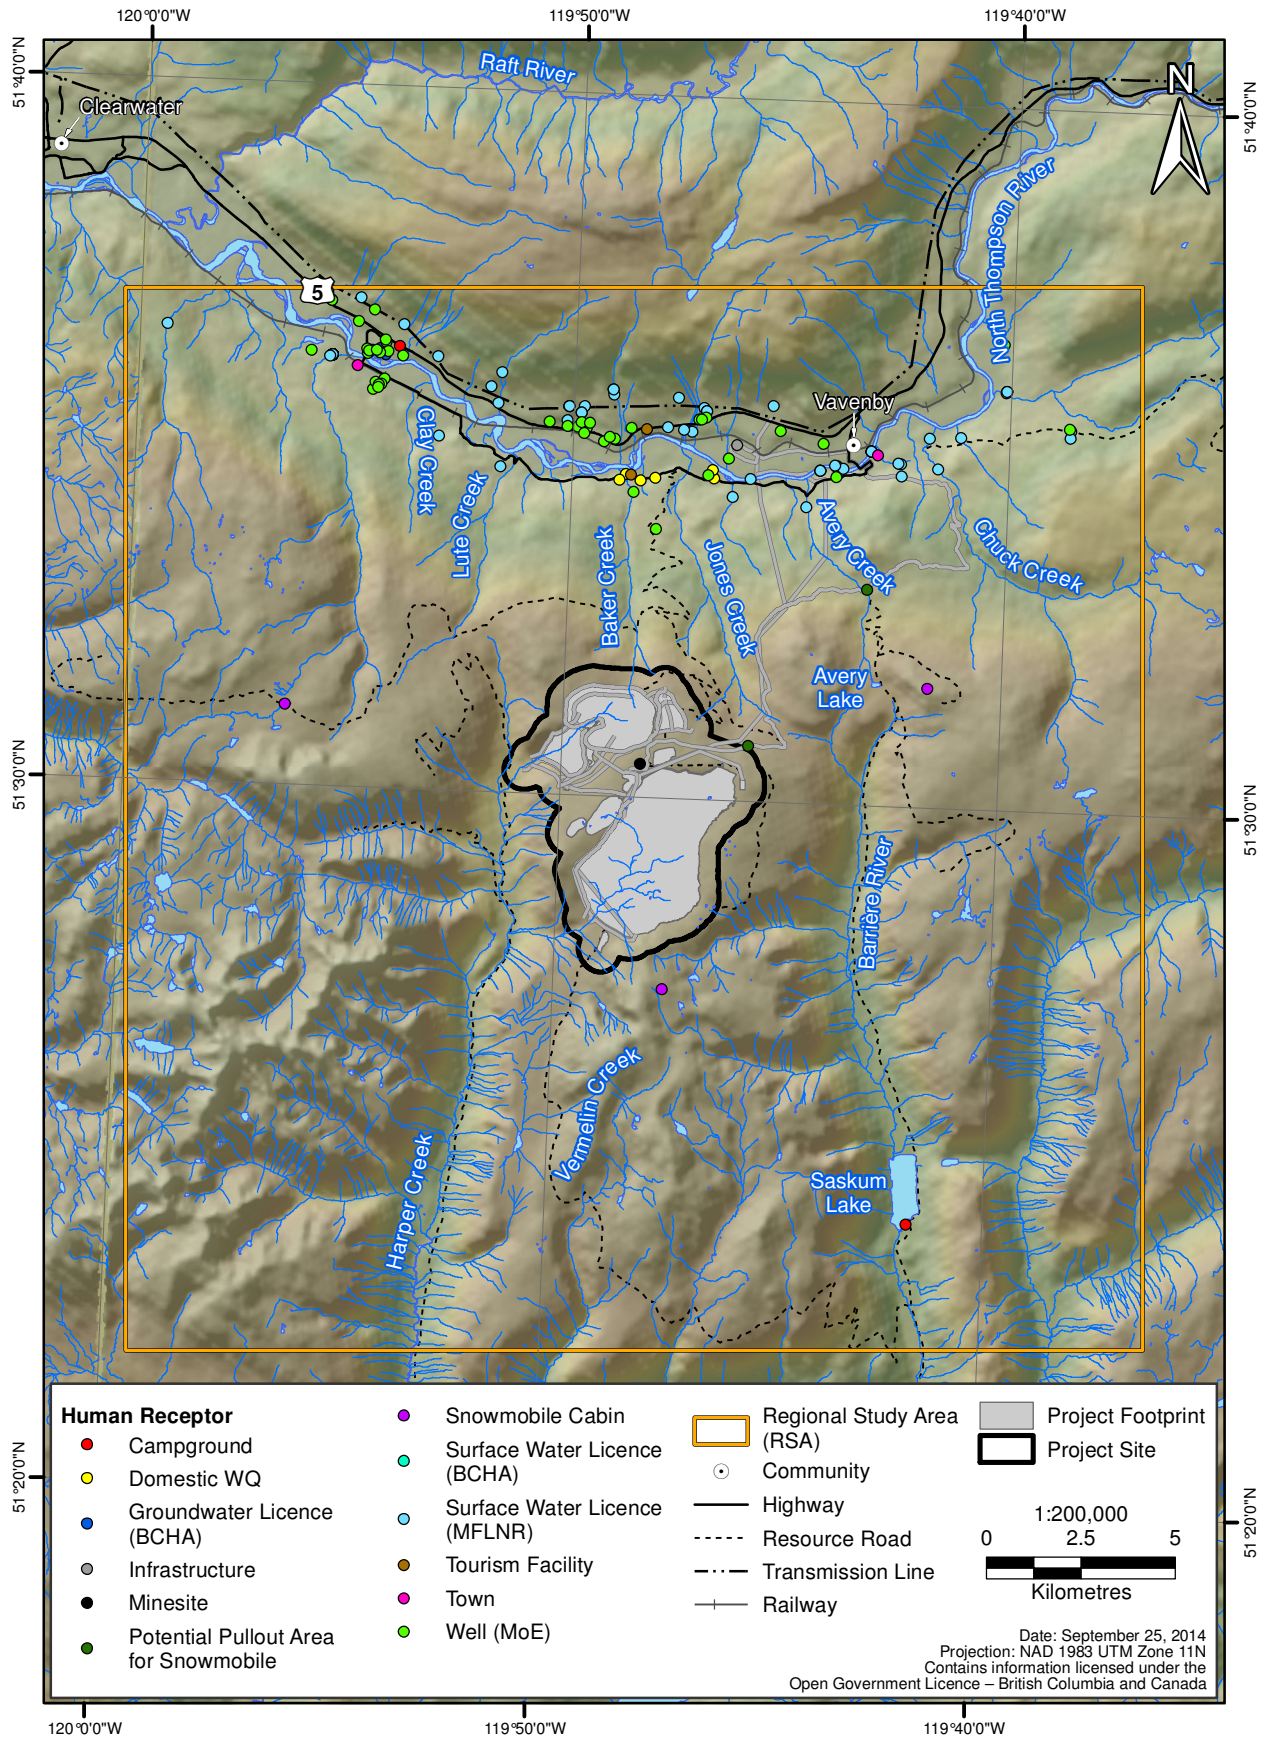 120°0'0"W
119°50'0"W
119°40'0"W
51°40'0"N
51°40'0"N
Raft River
N
Clearwater
North Thompson River
5
Vavenby
Clay Creek
Lute Creek
Baker Creek
Jones Creek
Avery Creek
Chuck Creek
Avery
Lake
51°30'0"N
51°30'0"N
Barrière River
Vermelin Creek
Harper Creek
Saskum
Lake
51°20'0"N
51°20'0"N
Human Receptor
Campground
Domestic WQ
Groundwater Licence
(BCHA)
Infrastructure
Minesite
Potential Pullout Area
for Snowmobile
Snowmobile Cabin
Surface Water Licence
(BCHA)
Surface Water Licence
(MFLNR)
Tourism Facility
Town
Well (MoE)
Regional Study Area
(RSA)
Community
Highway
Resource Road
Transmission Line
Railway
Project Footprint
Project Site
1:200,000
0 2.5 5
Kilometres
Date: September 25, 2014
Projection: NAD 1983 UTM Zone 11N
Contains information licensed under the
Open Government Licence – British Columbia and Canada
120°0'0"W
119°50'0"W
119°40'0"W